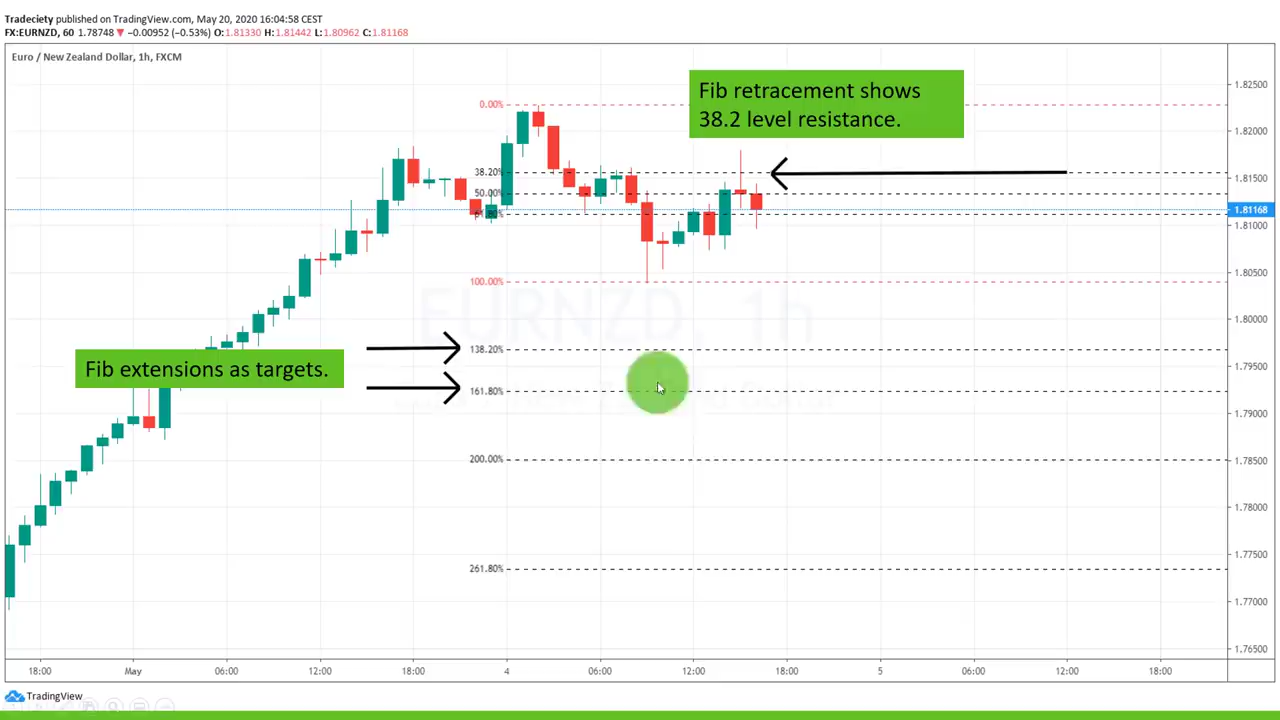 Tradeciety published on TradingView.com, May 20, 2020 16:04:58 CEST
FX:EURNZD, 60 1.78748 ▼ −0.00952 (−0.53%) O:1.81330 H:1.81442 L:1.80962 C:1.81168
Euro / New Zealand Dollar, 1h, FXCM
Fib retracement shows
38.2 level resistance.
0.00%
38.20%
50.00%
61.80%
100.00%
138.20%
161.80%
200.00%
261.80%
Fib extensions as targets.
EURNZD, 1h
1.82500
1.82000
1.81500
1.81168
1.81000
1.80500
1.80000
1.79500
1.79000
1.78500
1.78000
1.77500
1.77000
1.76500
18:00 May 06:00 12:00 18:00 4 06:00 12:00 18:00 5 06:00 12:00 18:00
TradingView